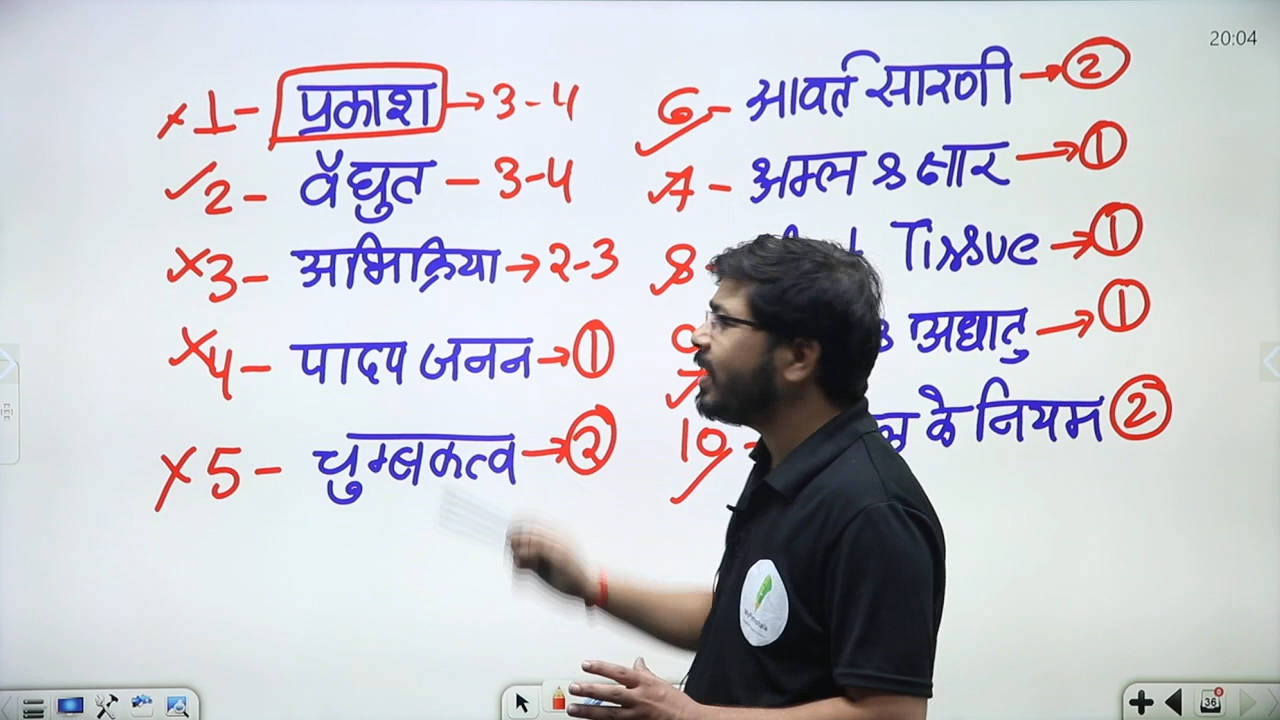 20:04
1- प्रकाश → 3-4
2- वैद्युत - 3-4
3- अभिक्रिया → 2-3
4- पादप जनन → 1
5- चुम्बकत्व → 2
6- आवर्त सारणी → 2
7- अम्ल & क्षार → 1
8- Tissue → 1
& अधातु → 1
10- के नियम 2
36